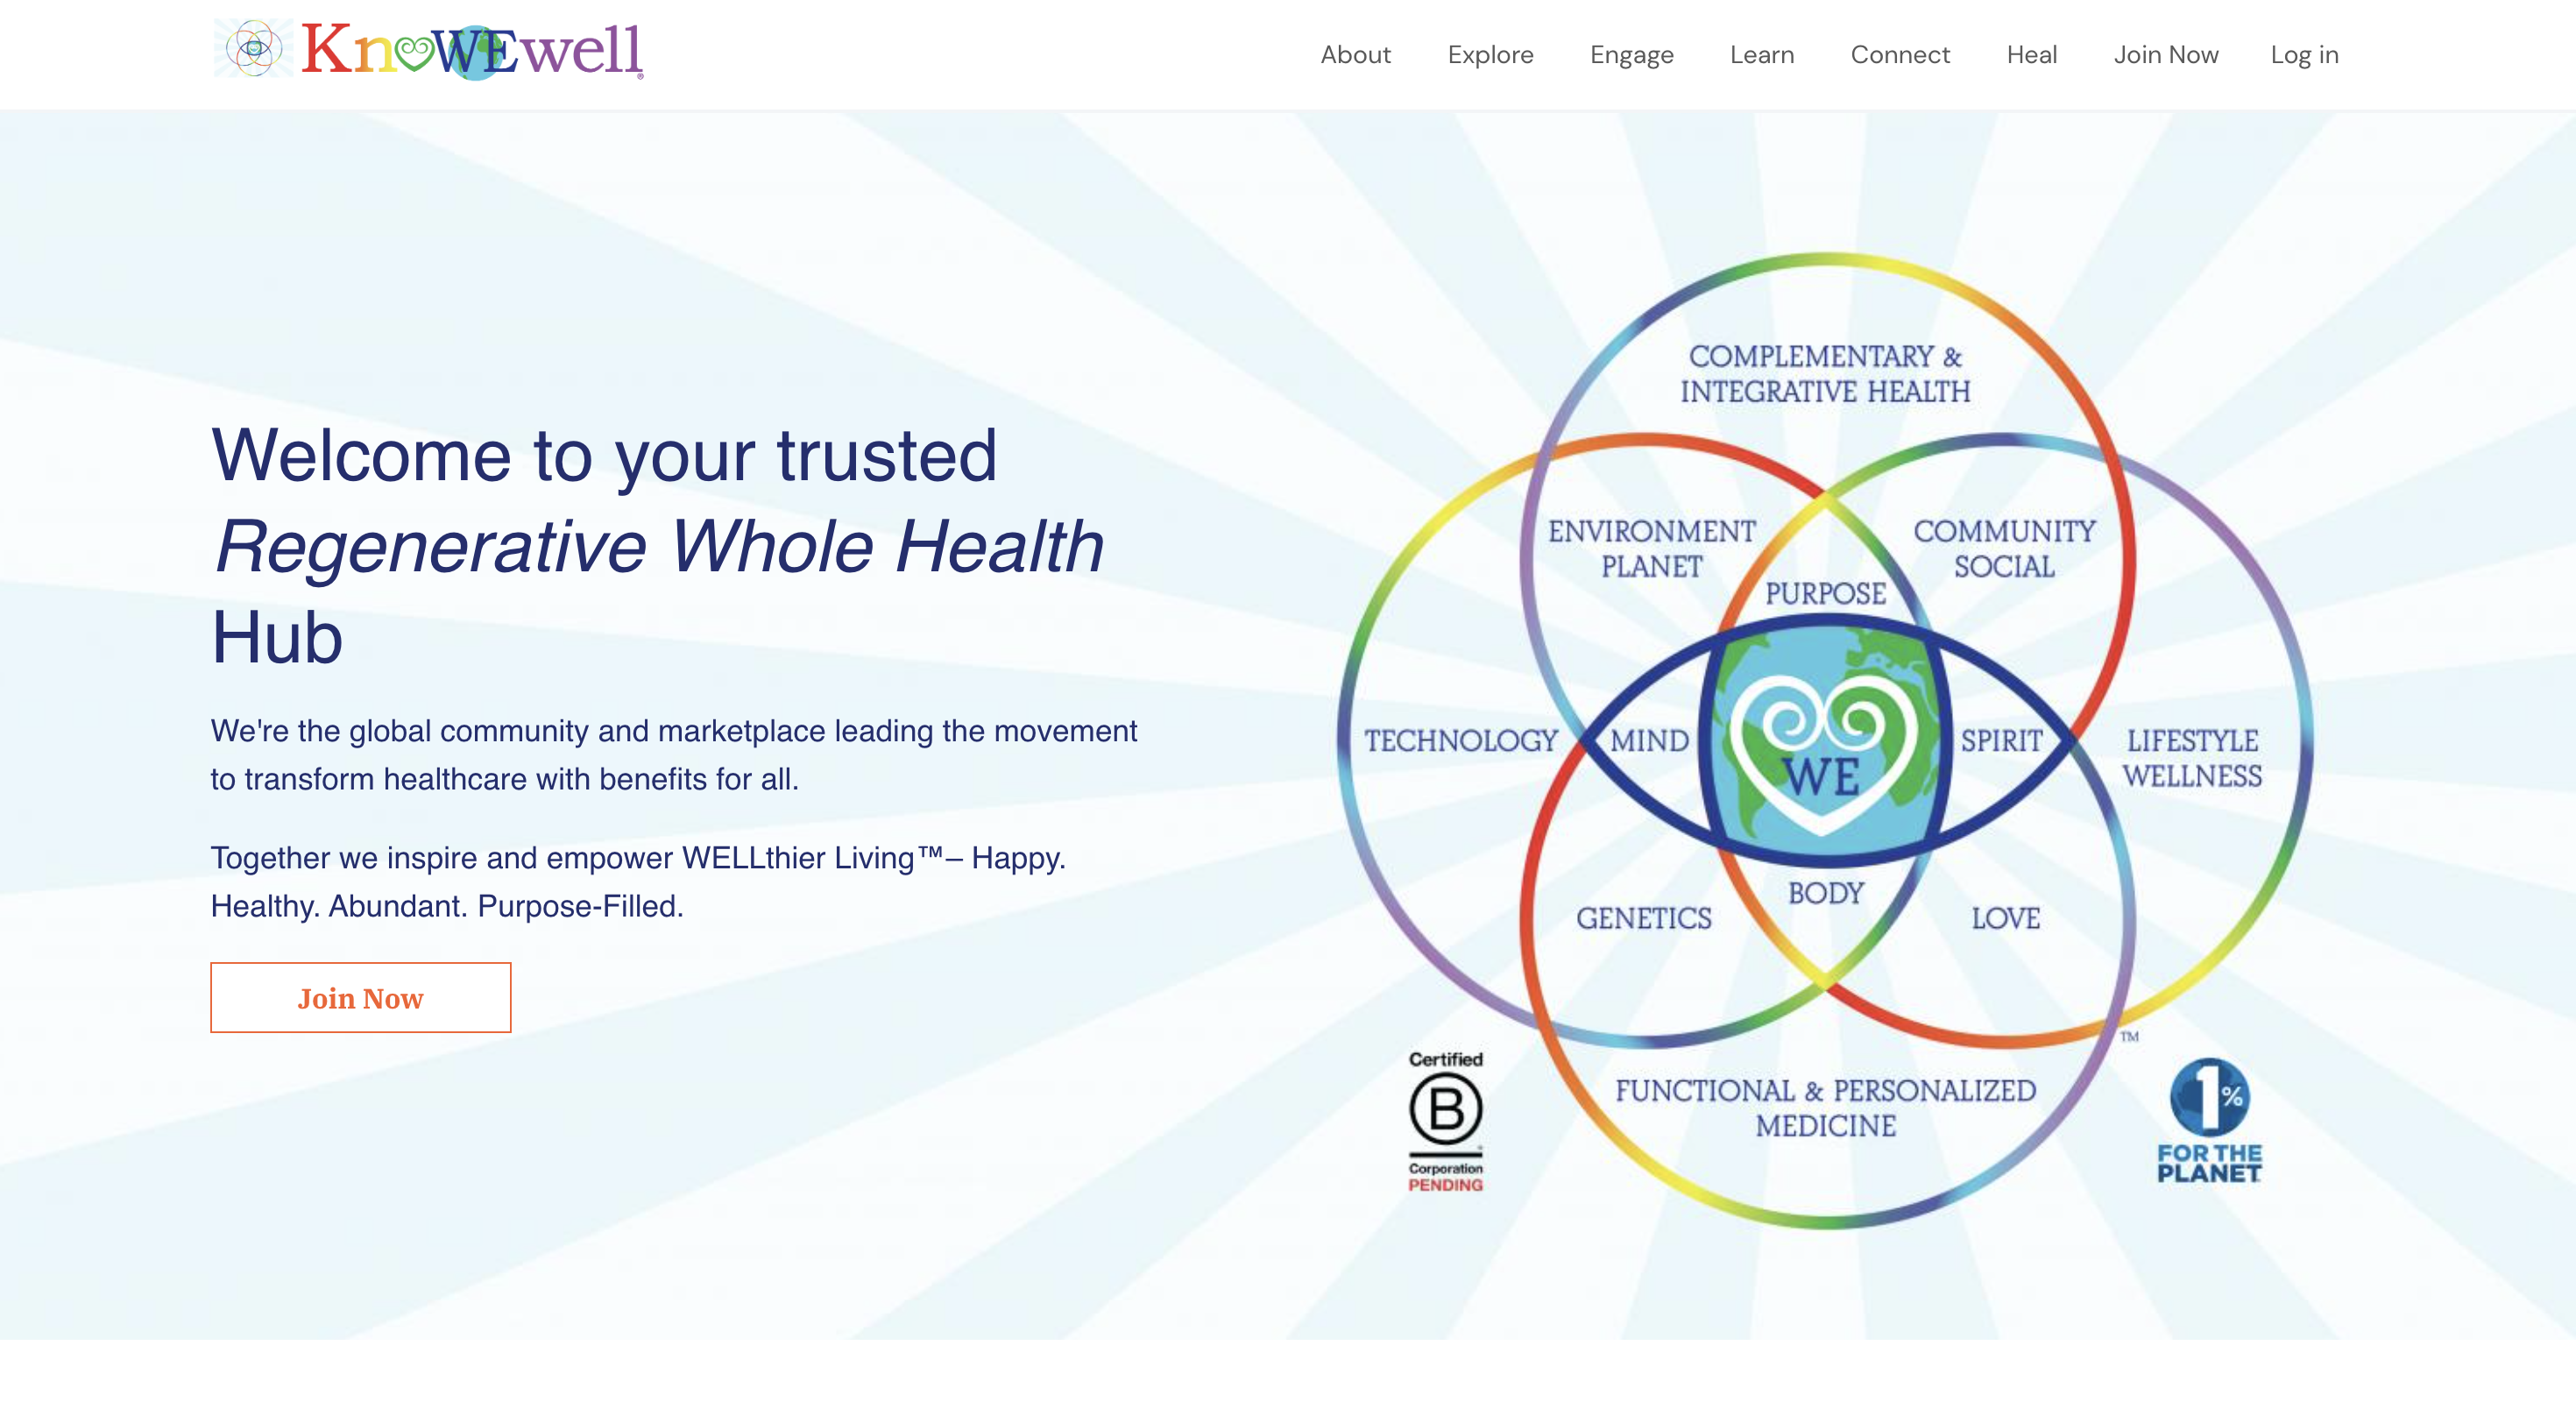 KnoWEwell®
About Explore Engage Learn Connect Heal Join Now Log in
Welcome to your trusted
Regenerative Whole Health
Hub
We're the global community and marketplace leading the movement
to transform healthcare with benefits for all.
Together we inspire and empower WELLthier Living™– Happy.
Healthy. Abundant. Purpose-Filled.
Join Now
COMPLEMENTARY &
INTEGRATIVE HEALTH
ENVIRONMENT
PLANET
COMMUNITY
SOCIAL
PURPOSE
TECHNOLOGY
MIND
WE
SPIRIT
LIFESTYLE
WELLNESS
BODY
GENETICS
LOVE
FUNCTIONAL & PERSONALIZED
MEDICINE
TM
Certified
B
Corporation
PENDING
1%
FOR THE
PLANET